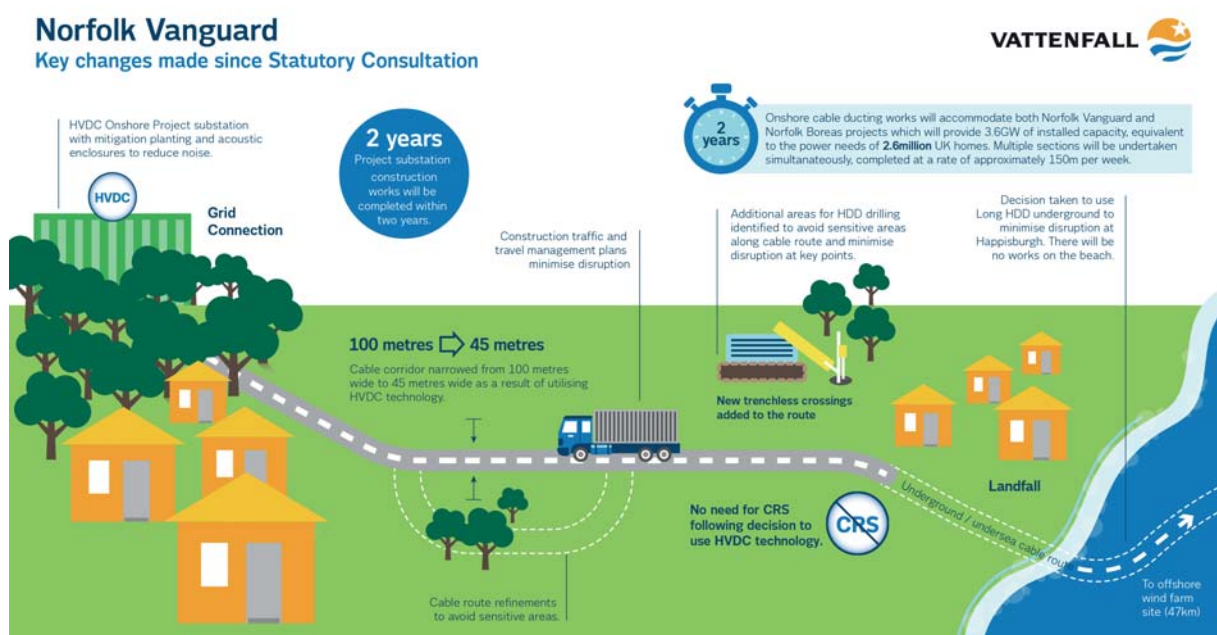 Norfolk Vanguard
Key changes made since Statutory Consultation
VATTENFALL
HVDC Onshore Project substation
with mitigation planting and acoustic
enclosures to reduce noise.
HVDC
Grid
Connection
2 years
Project substation
construction
works will be
completed within
two years.
2
years
Onshore cable ducting works will accommodate both Norfolk Vanguard and
Norfolk Boreas projects which will provide 3.6GW of installed capacity, equivalent
to the power needs of 2.6million UK homes. Multiple sections will be undertaken
simultanateously, completed at a rate of approximately 150m per week.
Construction traffic and
travel management plans
minimise disruption
Additional areas for HDD drilling
identified to avoid sensitive areas
along cable route and minimise
disruption at key points.
Decision taken to use
Long HDD underground to
minimise disruption at
Happisburgh. There will be
no works on the beach.
100 metres 45 metres
Cable corridor narrowed from 100 metres
wide to 45 metres wide as a result of utilising
HVDC technology.
New trenchless crossings
added to the route
Landfall
No need for CRS
following decision to
use HVDC technology.
CRS
Underground / undersea cable route
Cable route refinements
to avoid sensitive areas.
To offshore
wind farm
site (47km)